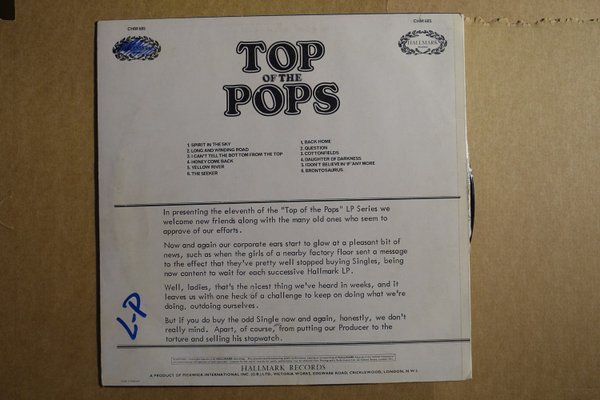 CHM 685
CHM 685
HALLMARK
TOP
OF THE
POPS
1. SPIRIT IN THE SKY
2. LONG AND WINDING ROAD
3. I CAN'T TELL THE BOTTOM FROM THE TOP
4. HONEY COME BACK
5. YELLOW RIVER
6. THE SEEKER
1. BACK HOME
2. QUESTION
3. COTTONFIELDS
4. DAUGHTER OF DARKNESS
5. I DON'T BELIEVE IN 'IF' ANY MORE
6. BRONTOSAURUS
In presenting the eleventh of the "Top of the Pops" LP Series we
welcome new friends along with the many old ones who seem to
approve of our efforts.
Now and again our corporate ears start to glow at a pleasant bit of
news, such as when the girls of a nearby factory floor sent a message
to the effect that they've pretty well stopped buying Singles, being
now content to wait for each successive Hallmark LP.
Well, ladies, that's the nicest thing we've heard in weeks, and it
leaves us with one heck of a challenge to keep on doing what we're
doing, outdoing ourselves.
But if you do buy the odd Single now and again, honestly, we don't
really mind. Apart, of course, from putting our Producer to the
torture and selling his stopwatch.
L-P
HALLMARK RECORDS
A PRODUCT OF PICKWICK INTERNATIONAL INC. (G.B.) LTD., VICTORIA WORKS, EDGWARE ROAD, CRICKLEWOOD, LONDON, N.W.2.